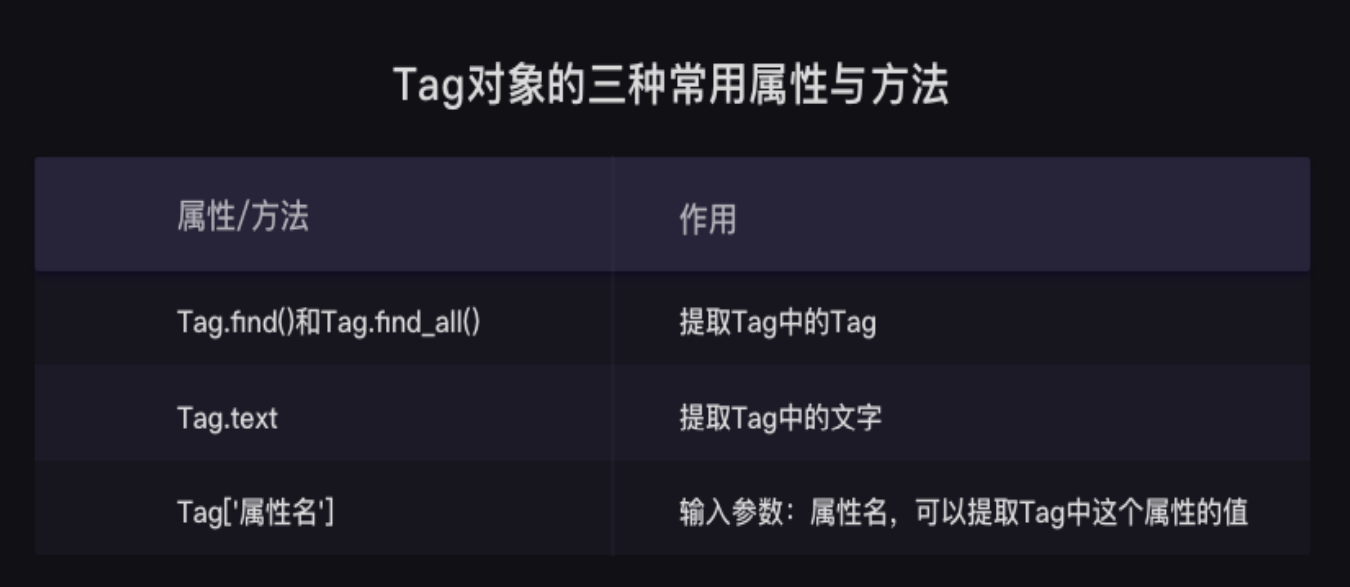 Tag对象的三种常用属性与方法
属性/方法
作用
Tag.find()和Tag.find_all()
提取Tag中的Tag
Tag.text
提取Tag中的文字
Tag['属性名']
输入参数：属性名，可以提取Tag中这个属性的值